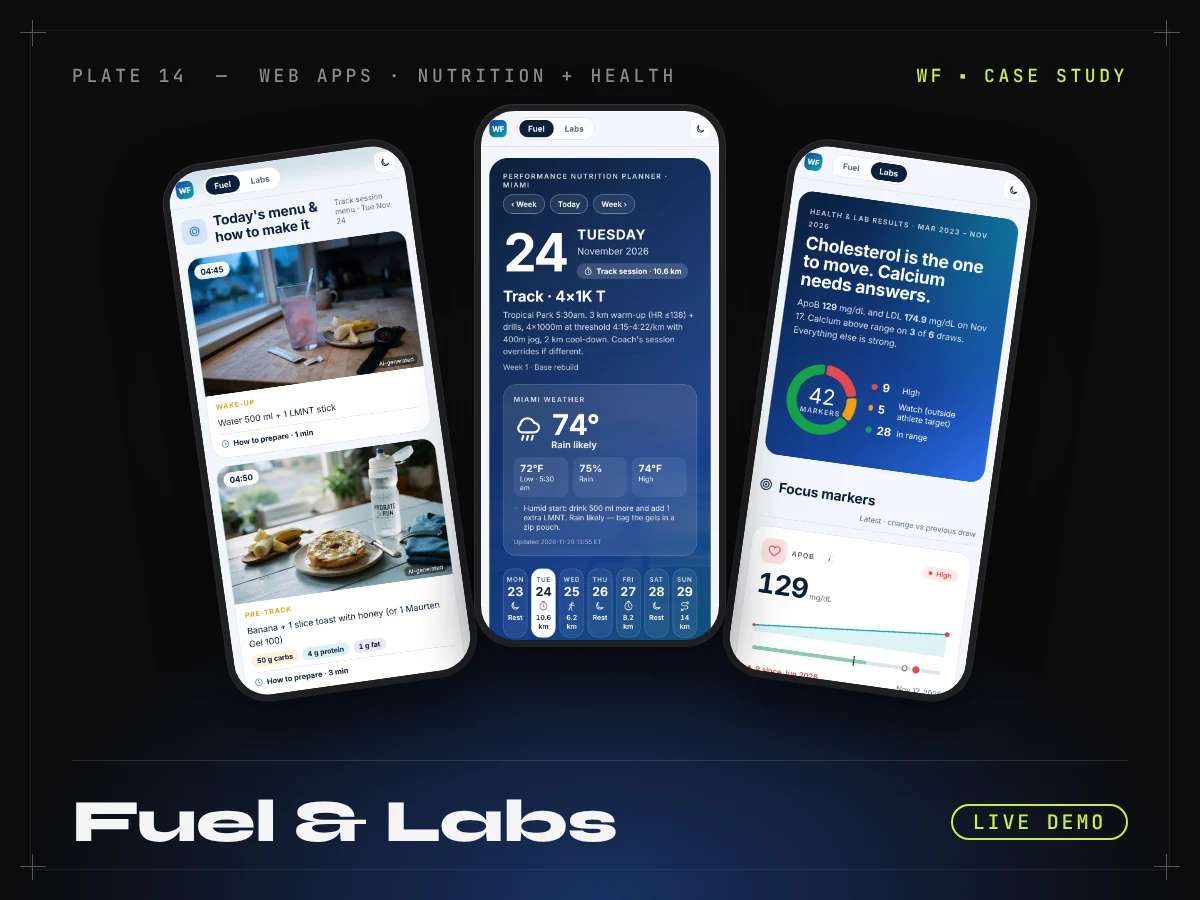 PLATE 14 — WEB APPS · NUTRITION + HEALTH
WF ▪ CASE STUDY
WF
Fuel
Labs
Today's menu &
how to make it
Track session
menu · Tue Nov
24
04:45
AI-generated
WAKE-UP
Water 500 ml + 1 LMNT stick
How to prepare · 1 min
04:50
HYDRATE
RUN
AI-generated
PRE-TRACK
Banana + 1 slice toast with honey (or 1 Maurten
Gel 100)
50 g carbs
4 g protein
1 g fat
How to prepare · 3 min
WF
Fuel
Labs
PERFORMANCE NUTRITION PLANNER ·
MIAMI
‹ Week
Today
Week ›
24
TUESDAY
November 2026
Track session · 10.6 km
Track · 4×1K T
Tropical Park 5:30am. 3 km warm-up (HR ≤138) +
drills, 4×1000m at threshold 4:15-4:22/km with
400m jog, 2 km cool-down. Coach's session
overrides if different.
Week 1 · Base rebuild
MIAMI WEATHER
74°
Rain likely
72°F
Low · 5:30
am
75%
Rain
74°F
High
Humid start: drink 500 ml more and add 1
extra LMNT. Rain likely — bag the gels in a
zip pouch.
Updated 2026-11-20 13:55 ET
MON
23
Rest
TUE
24
10.6
km
WED
25
6.2
km
THU
26
Rest
FRI
27
8.2
km
SAT
28
Rest
SUN
29
14
km
WF
Fuel
Labs
HEALTH & LAB RESULTS · MAR 2023 – NOV
2026
Cholesterol is the one
to move. Calcium
needs answers.
ApoB 129 mg/dL and LDL 174.9 mg/dL on Nov
17. Calcium above range on 3 of 6 draws.
Everything else is strong.
42
MARKERS
9 High
5 Watch (outside
athlete target)
28 In range
Focus markers
Latest · change vs previous draw
APOB
i
High
129 mg/dL
Nov 17, 2026
Fuel & Labs
LIVE DEMO